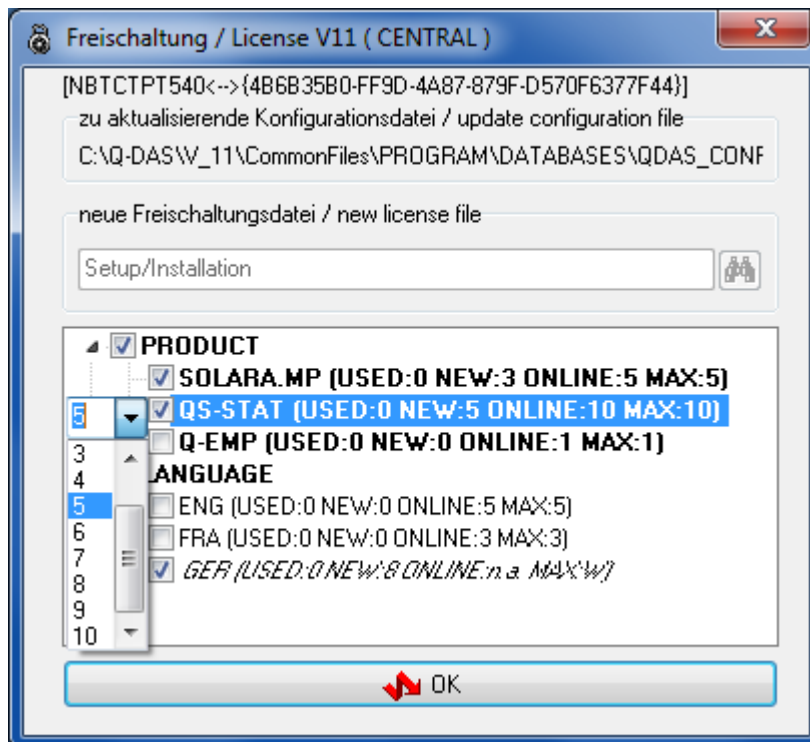 Freischaltung / License V11 ( CENTRAL )
[NBTCTPT540<-->{4B6B35B0-FF9D-4A87-879F-D570F6377F44}]
zu aktualisierende Konfigurationsdatei / update configuration file
C:\Q-DAS\V_11\CommonFiles\PROGRAM\DATABASES\QDAS_CONF
neue Freischaltungsdatei / new license file
Setup/Installation
PRODUCT
SOLARA.MP (USED:0 NEW:3 ONLINE:5 MAX:5)
5 QS-STAT (USED:0 NEW:5 ONLINE:10 MAX:10)
Q-EMP (USED:0 NEW:0 ONLINE:1 MAX:1)
3
4 ANGUAGE
5 ENG (USED:0 NEW:0 ONLINE:5 MAX:5)
6
7 FRA (USED:0 NEW:0 ONLINE:3 MAX:3)
8 GER (USED:0 NEW:8 ONLINE:n.a. MAX:W)
9
10
OK